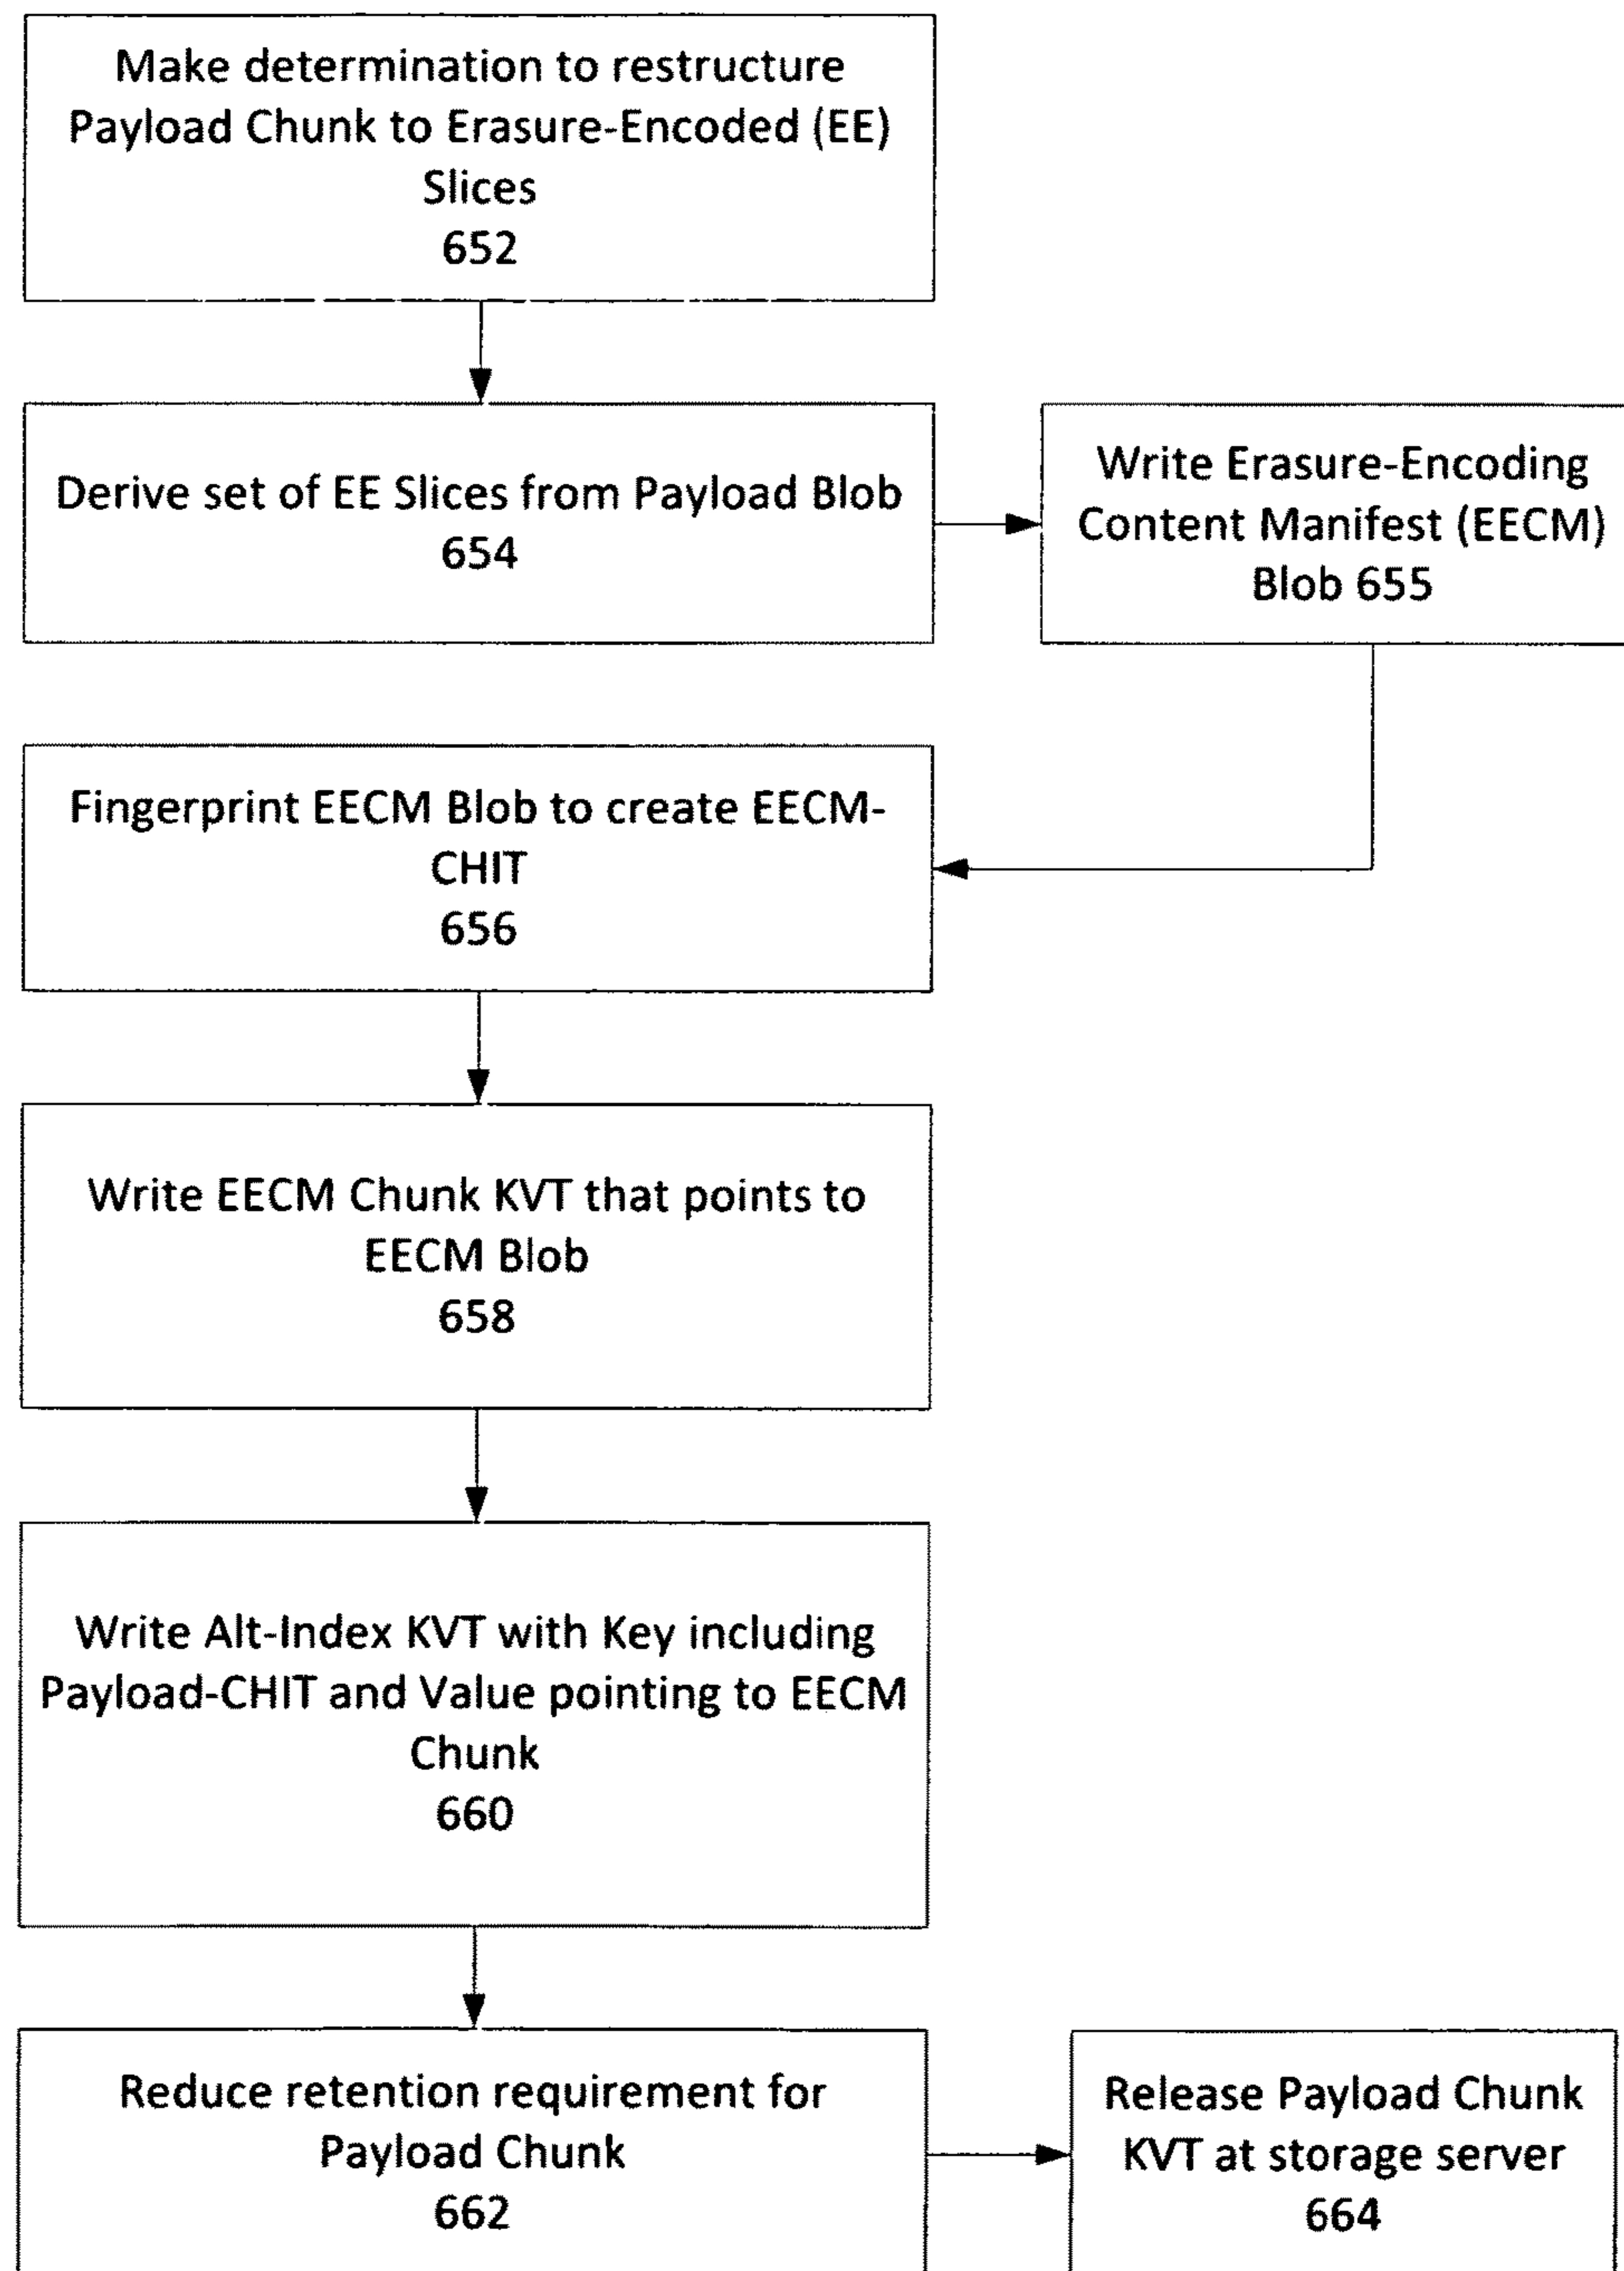 Make determination to restructure
Payload Chunk to Erasure-Encoded (EE)
Slices
652
Derive set of EE Slices from Payload Blob
654
Write Erasure-Encoding
Content Manifest (EECM)
Blob 655
Fingerprint EECM Blob to create EECM-
CHIT
656
Write EECM Chunk KVT that points to
EECM Blob
658
Write Alt-Index KVT with Key including
Payload-CHIT and Value pointing to EECM
Chunk
660
Reduce retention requirement for
Payload Chunk
662
Release Payload Chunk
KVT at storage server
664